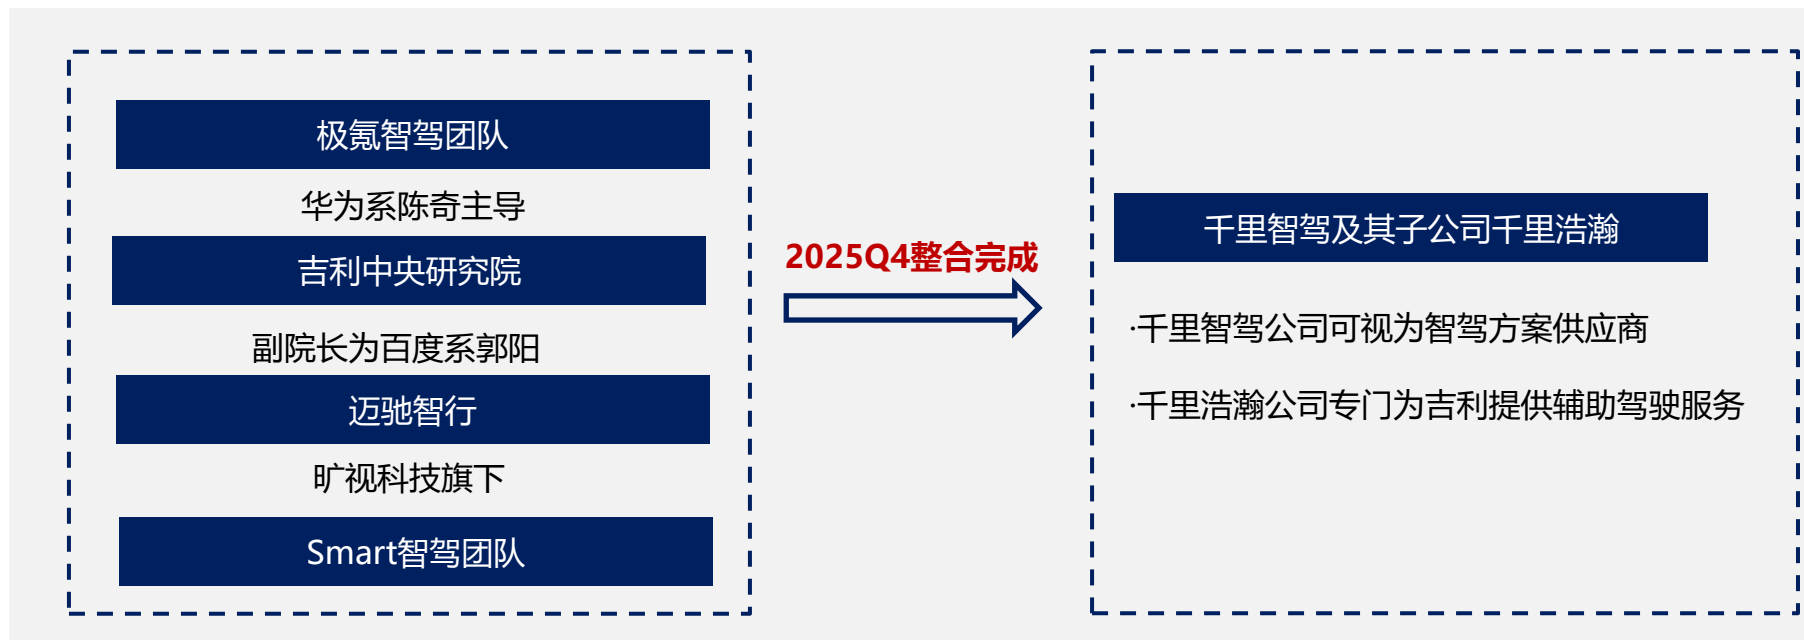 极氪智驾团队
华为系陈奇主导
吉利中央研究院
副院长为百度系郭阳
迈驰智行
旷视科技旗下
Smart智驾团队
2025Q4整合完成
千里智驾及其子公司千里浩瀚
·千里智驾公司可视为智驾方案供应商
·千里浩瀚公司专门为吉利提供辅助驾驶服务